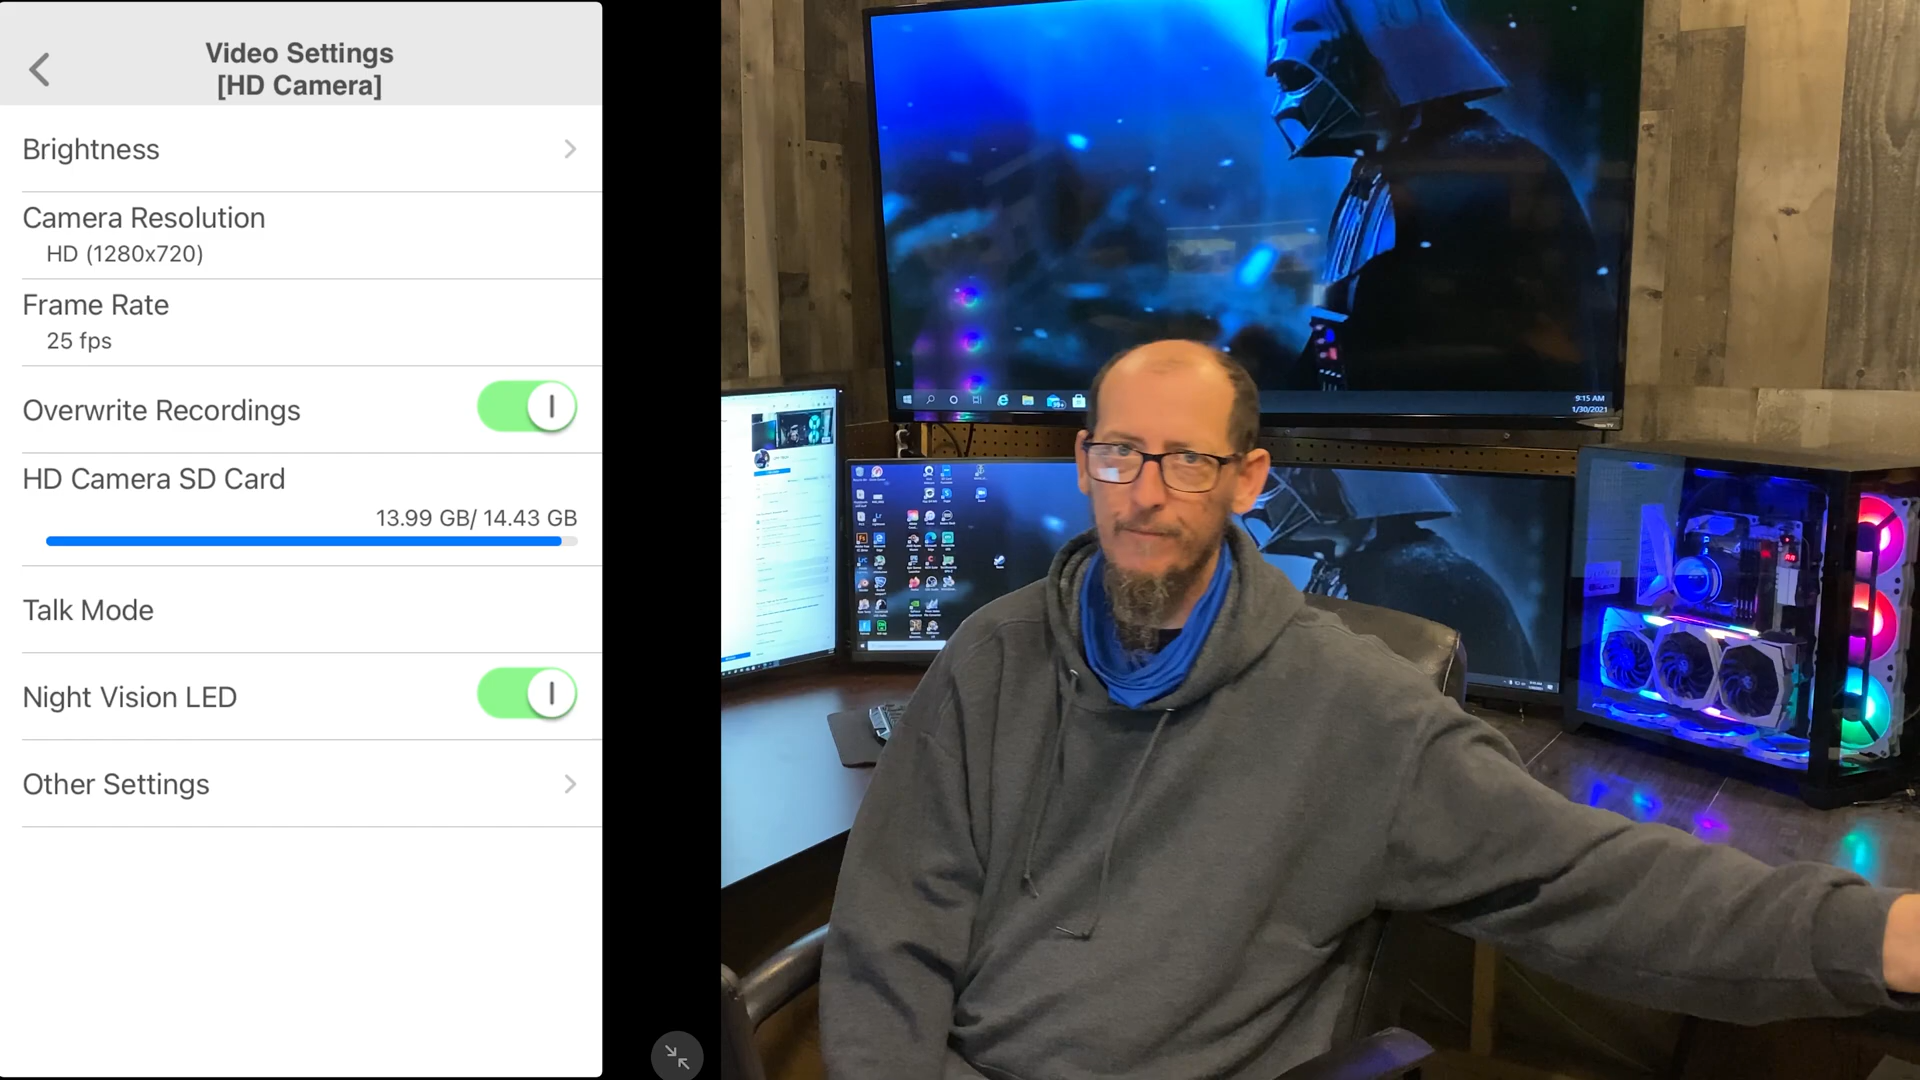 Video Settings
[HD Camera]
Brightness
Camera Resolution
HD (1280x720)
Frame Rate
25 fps
Overwrite Recordings
HD Camera SD Card
13.99 GB/ 14.43 GB
Talk Mode
Night Vision LED
Other Settings
9:15 AM
1/30/2021